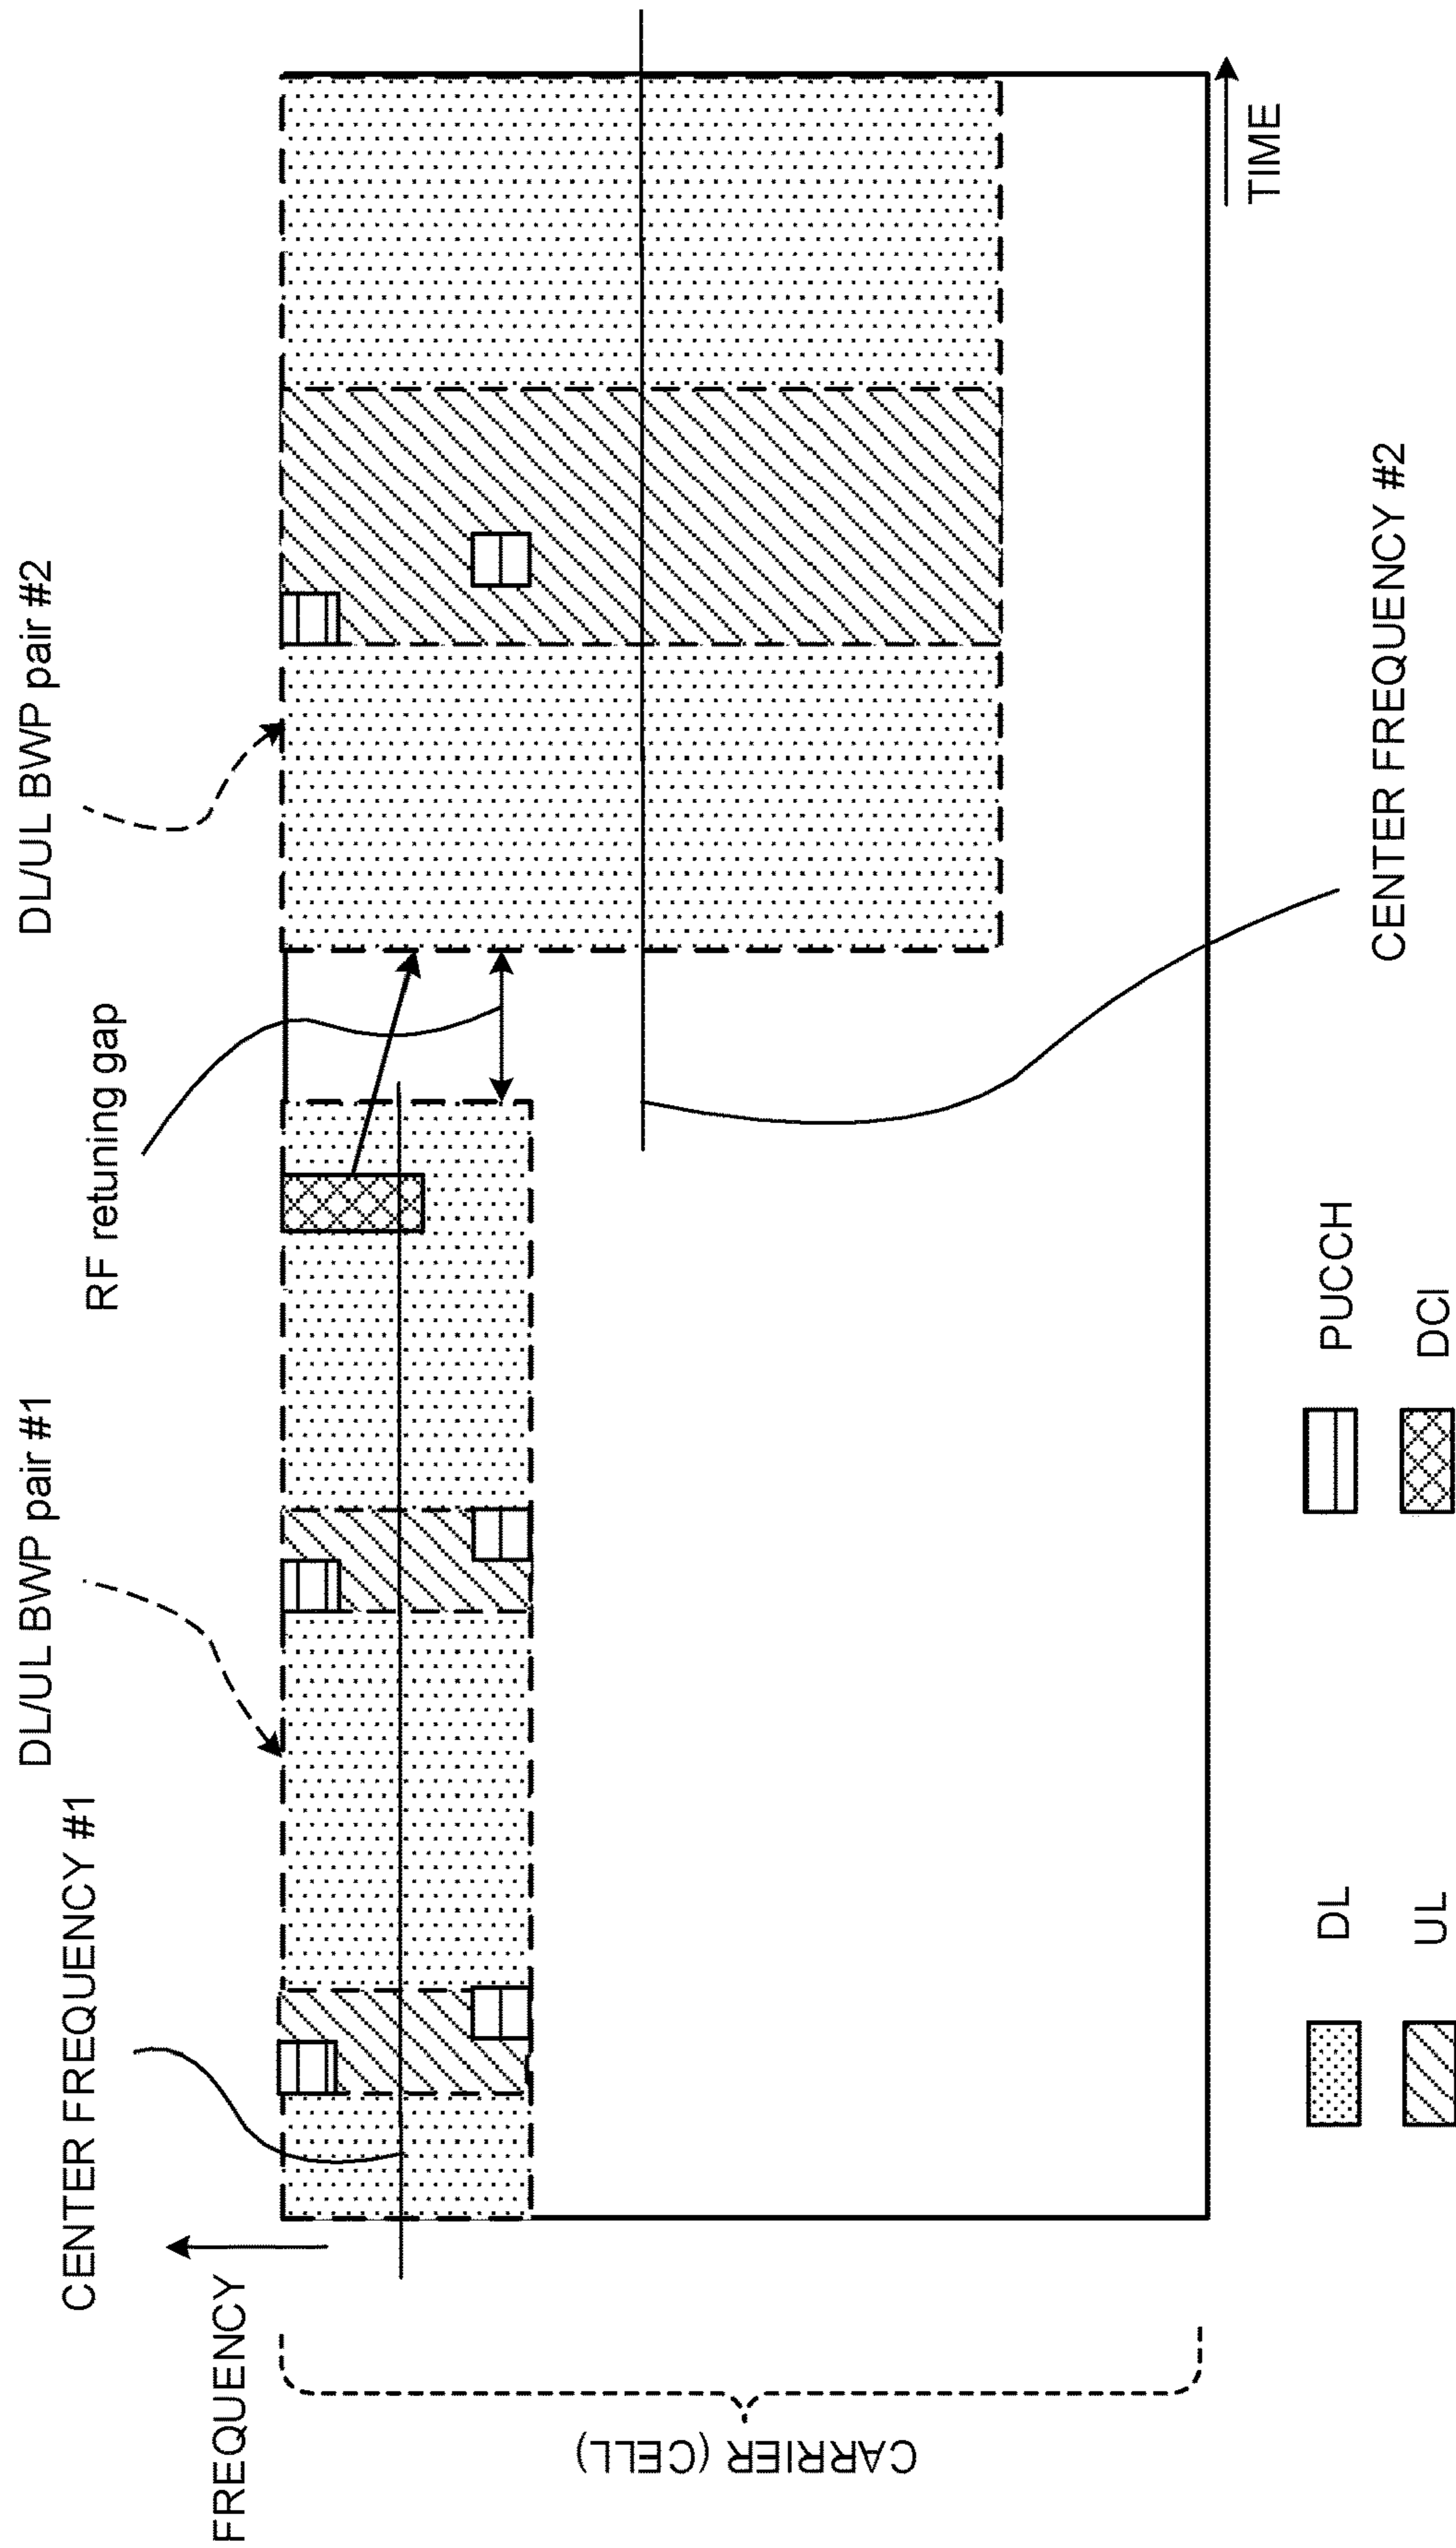 DL/UL BWP pair #1
DL/UL BWP pair #2
CENTER FREQUENCY #1
RF retuning gap
FREQUENCY
CARRIER (CELL)
TIME
CENTER FREQUENCY #2
DL
PUCCH
UL
DCI